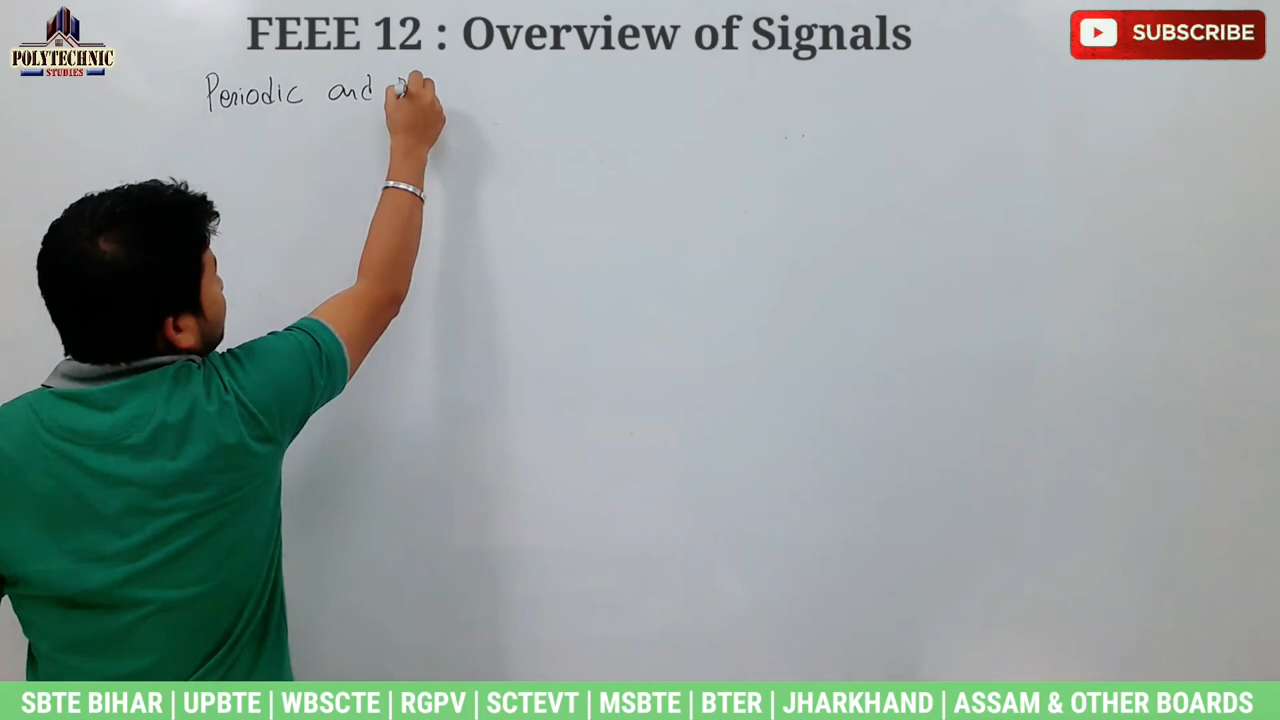 FEEE 12 : Overview of Signals
SUBSCRIBE
POLYTECHNIC
STUDIES
Periodic and
SBTE BIHAR | UPBTE | WBSCTE | RGPV | SCTEVT | MSBTE | BTER | JHARKHAND | ASSAM & OTHER BOARDS